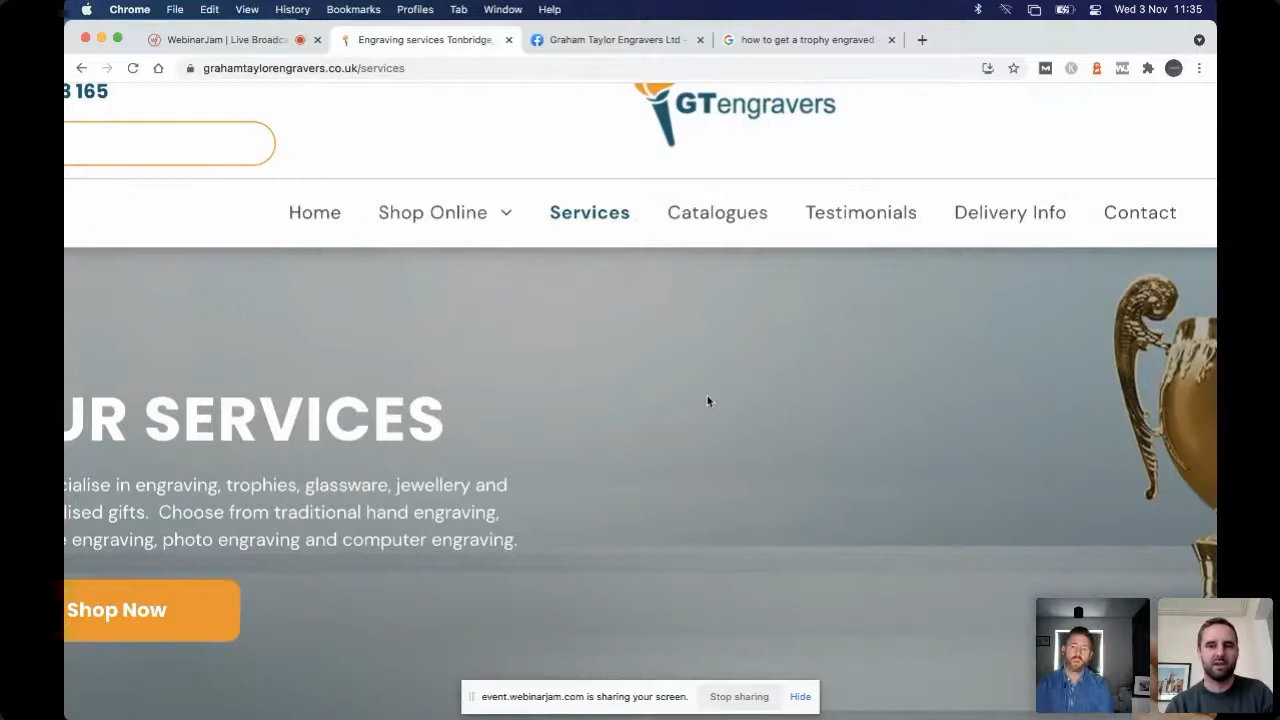 Chrome File Edit View History Bookmarks Profiles Tab Window Help Wed 3 Nov 11:35
WebinarJam | Live Broadca Engraving services Tonbridge, Graham Taylor Engravers Ltd - how to get a trophy engraved -
grahamtaylorengravers.co.uk/services
3 165
GTengravers
Home Shop Online Services Catalogues Testimonials Delivery Info Contact
UR SERVICES
cialise in engraving, trophies, glassware, jewellery and
lised gifts. Choose from traditional hand engraving,
e engraving, photo engraving and computer engraving.
Shop Now
event.webinarjam.com is sharing your screen. Stop sharing Hide